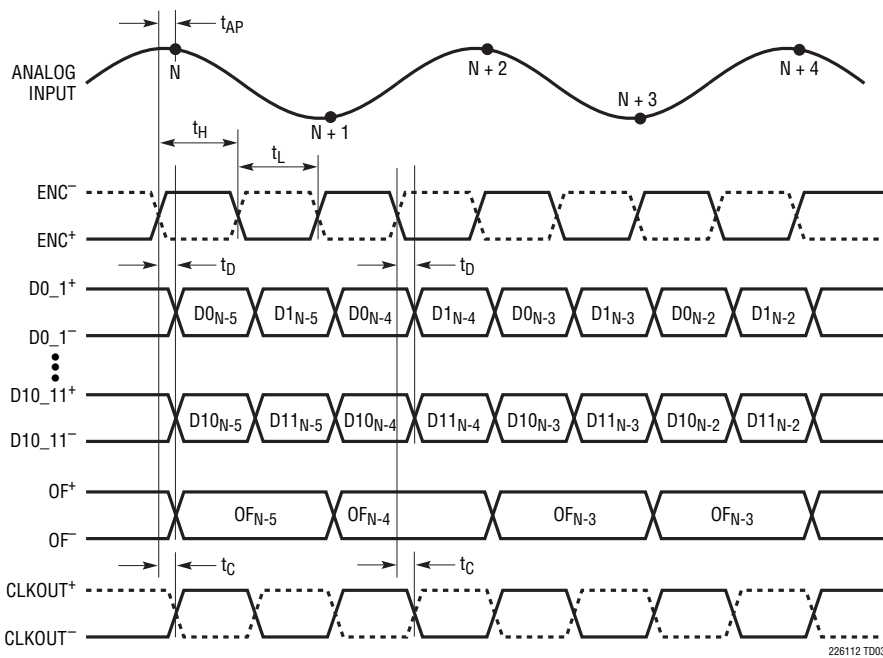 tAP
N
N + 1
N + 2
N + 3
N + 4
ANALOG
INPUT
tH
tL
ENC–
ENC+
tD
tD
D0_1+
D0N-5 D1N-5 D0N-4 D1N-4 D0N-3 D1N-3 D0N-2 D1N-2
D0_1–
D10_11+
D10N-5 D11N-5 D10N-4 D11N-4 D10N-3 D11N-3 D10N-2 D11N-2
D10_11–
OF+
OFN-5 OFN-4 OFN-3 OFN-3
OF–
tC
tC
CLKOUT+
CLKOUT–
226112 TD03